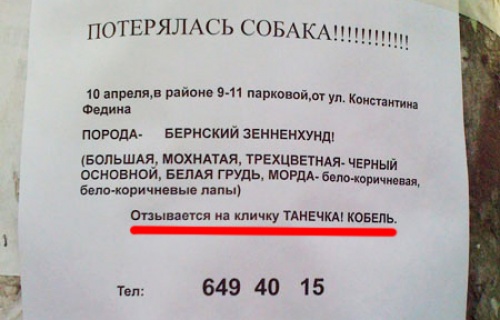 ПОТЕРЯЛАСЬ СОБАКА!!!!!!!!!!!!
10 апреля,в районе 9-11 парковой,от ул. Константина
Федина
ПОРОДА- БЕРНСКИЙ ЗЕННЕНХУНД!
(БОЛЬШАЯ, МОХНАТАЯ, ТРЕХЦВЕТНАЯ- ЧЕРНЫЙ
ОСНОВНОЙ, БЕЛАЯ ГРУДЬ, МОРДА- бело-коричневая,
бело-коричневые лапы)
Отзывается на кличку ТАНЕЧКА! КОБЕЛЬ.
Тел: 649 40 15